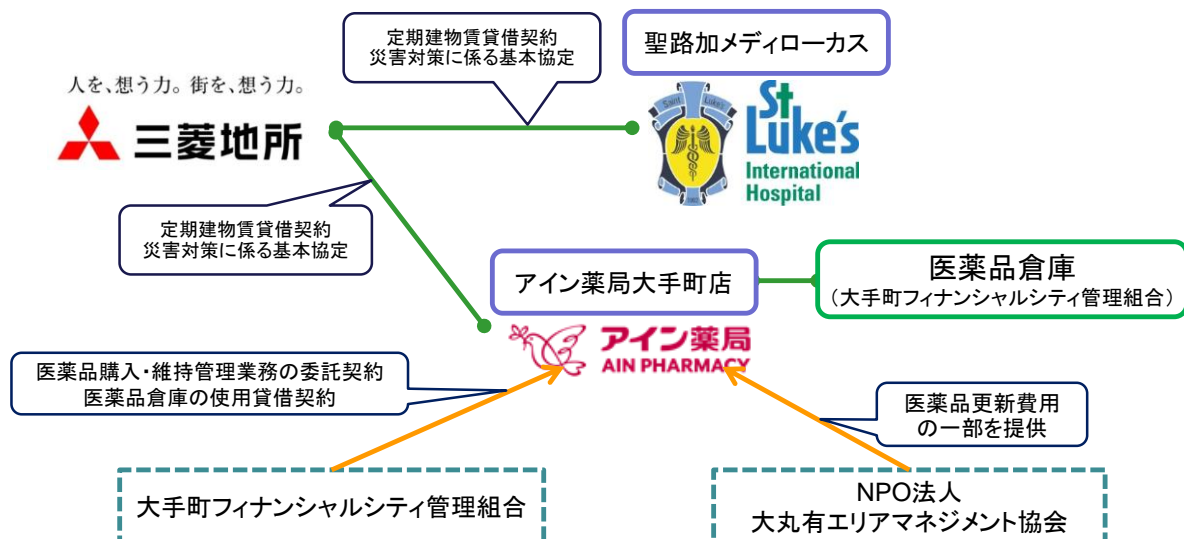 定期建物賃貸借契約
災害対策に係る基本協定
聖路加メディローカス
人を、想う力。街を、想う力。
三菱地所
Saint Luke's
St
Luke's
International
Hospital
定期建物賃貸借契約
災害対策に係る基本協定
アイン薬局大手町店
医薬品倉庫
(大手町フィナンシャルシティ管理組合)
アイン薬局
AIN PHARMACY
医薬品購入・維持管理業務の委託契約
医薬品倉庫の使用貸借契約
医薬品更新費用
の一部を提供
大手町フィナンシャルシティ管理組合
NPO法人
大丸有エリアマネジメント協会